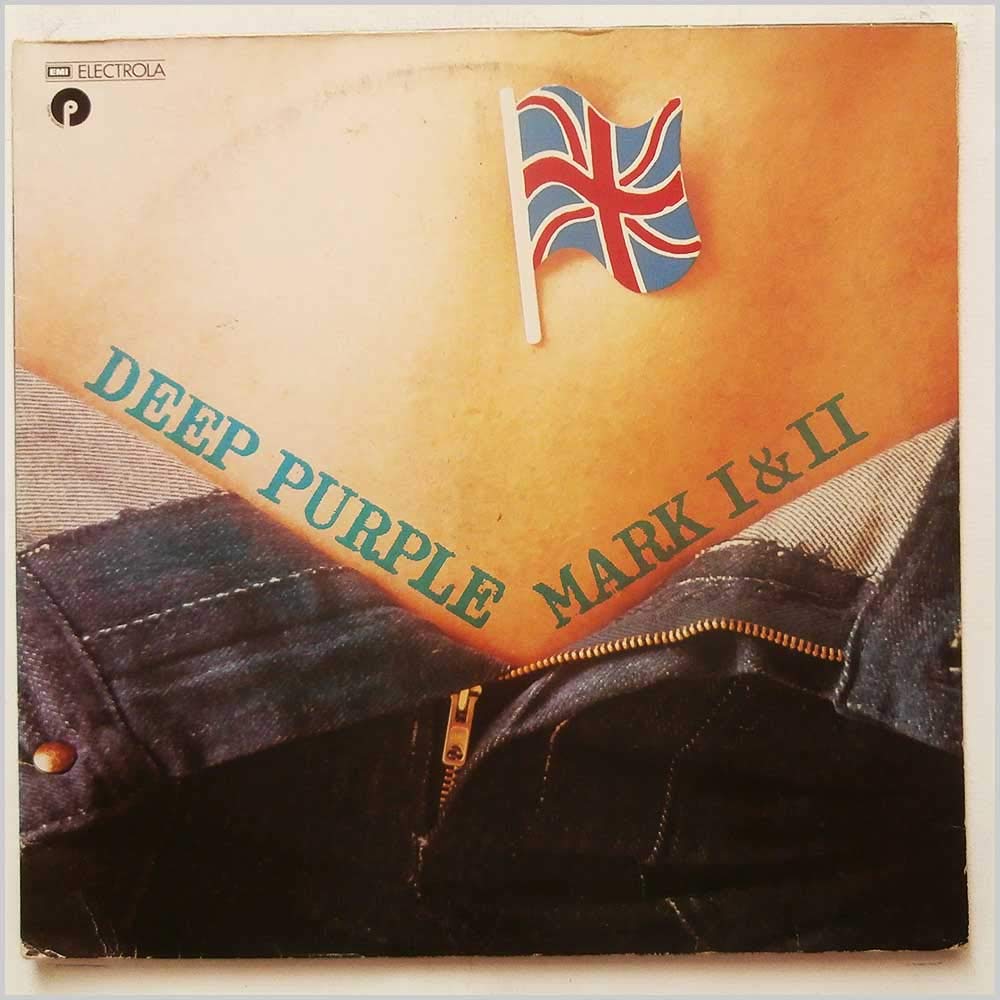 EMI ELECTROLA
P
DEEP PURPLE
MARK I & II